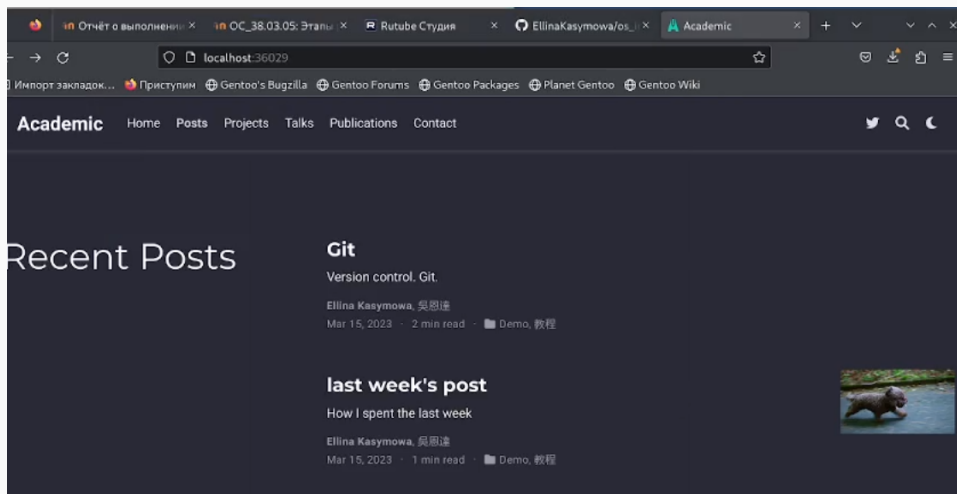 Отчёт о выполнении
ОС_38.03.05: Этапы
Rutube Студия
EllinaKasymowa/os_i
Academic
localhost:36029
Импорт закладок...
Приступим
Gentoo's Bugzilla
Gentoo Forums
Gentoo Packages
Planet Gentoo
Gentoo Wiki
Academic
Home
Posts
Projects
Talks
Publications
Contact
Recent Posts
Git
Version control. Git.
Ellina Kasymowa, 吳恩達
Mar 15, 2023 · 2 min read · Demo, 教程
last week's post
How I spent the last week
Ellina Kasymowa, 吳恩達
Mar 15, 2023 · 1 min read · Demo, 教程